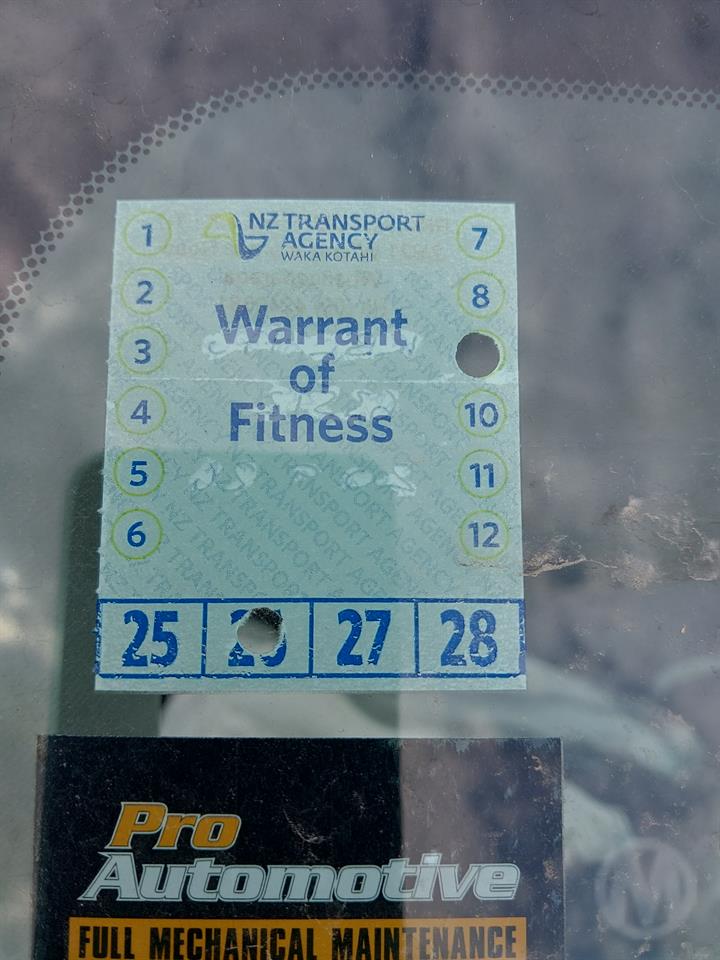 1
NZ TRANSPORT
AGENCY
WAKA KOTAHI
7
2
8
Warrant
of
Fitness
3
4
10
5
11
6
12
25
27
28
Pro
Automotive
FULL MECHANICAL MAINTENANCE
M